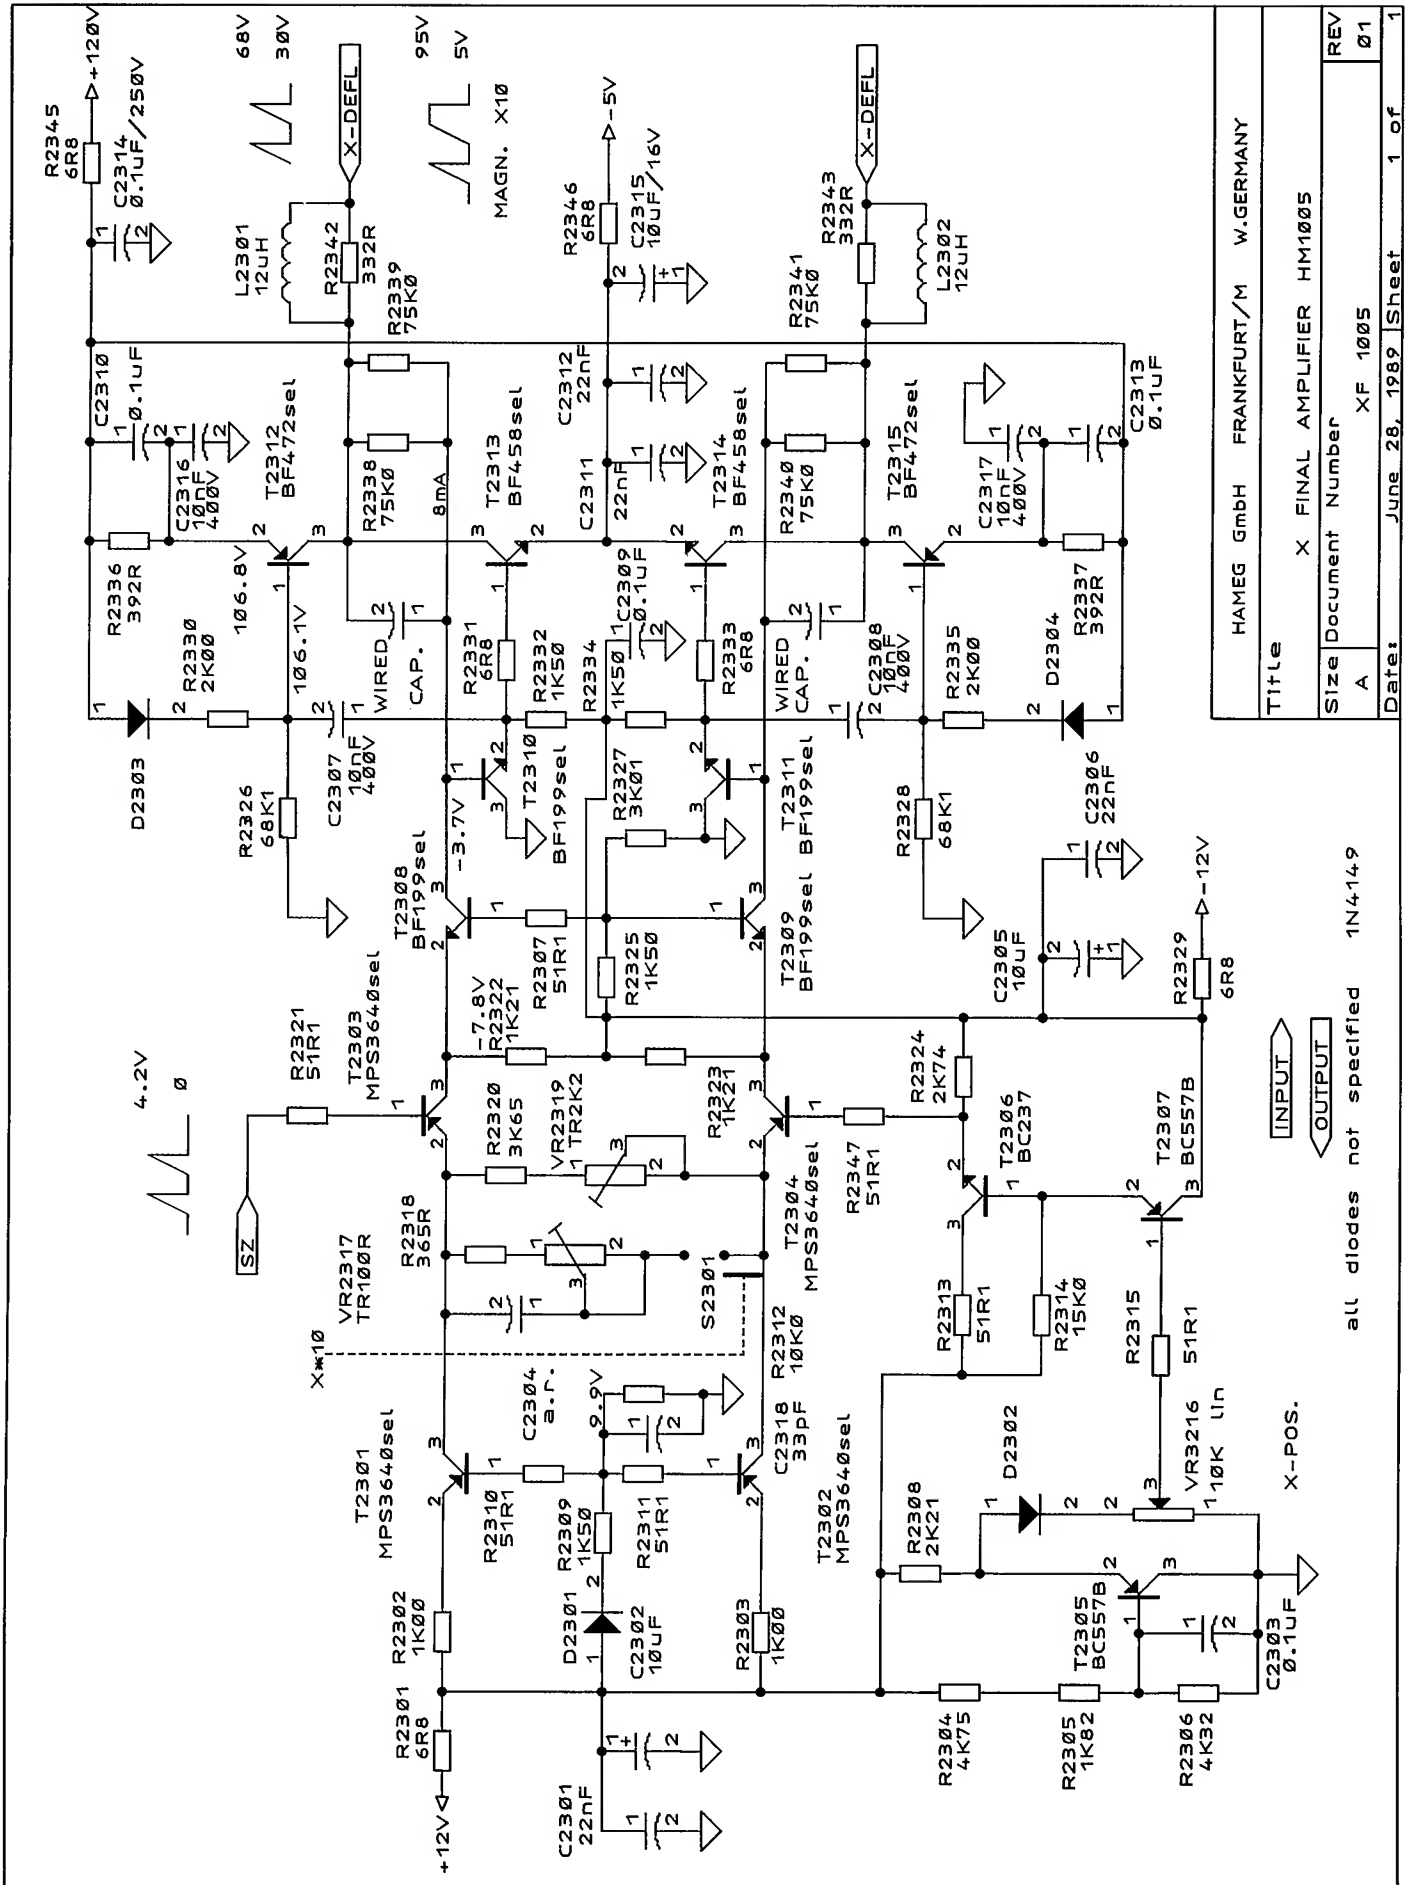 +12V
R2301
6R8
C2301
22nF
R2302
1K00
D2301
1
2
C2302
10uF
R2303
1K00
R2304
4K75
R2305
1K82
R2306
4K32
C2303
0.1uF
T2305
BC557B
R2308
2K21
D2302
VR3216
10K lin
X-POS.
T2301
MPS3640sel
R2310
51R1
R2309
1K50
R2311
51R1
T2302
MPS3640sel
C2304
a.r.
9.9V
C2318
33pF
R2312
10K0
X*10
S2301
VR2317
TR100R
R2318
365R
R2320
3K65
VR2319
TR2K2
SZ
4.2V
0
R2321
51R1
T2303
MPS3640sel
T2304
MPS3640sel
R2347
51R1
R2313
51R1
R2314
15K0
R2315
51R1
T2306
BC237
T2307
BC557B
R2324
2K74
-7.8V
R2322
1K21
R2323
1K21
R2307
51R1
R2325
1K50
T2308
BF199sel
T2309
BF199sel
-3.7V
R2327
3K01
T2310
BF199sel
T2311
BF199sel
C2305
10uF
C2306
22nF
R2329
6R8
-12V
D2303
R2326
68K1
R2330
2K00
C2307
10nF
400V
106.1V
106.8V
WIRED
CAP.
R2331
6R8
R2332
1K50
R2334
1K50
C2309
0.1uF
R2333
6R8
WIRED
CAP.
C2308
10nF
400V
R2328
68K1
R2335
2K00
D2304
R2336
392R
C2310
0.1uF
C2316
10nF
400V
T2312
BF472sel
R2338
75K0
8mA
T2313
BF458sel
C2311
22nF
C2312
22nF
T2314
BF458sel
R2340
75K0
T2315
BF472sel
C2317
10nF
400V
R2337
392R
C2313
0.1uF
R2345
6R8
+120V
C2314
0.1uF/250V
L2301
12uH
R2342
332R
R2339
75K0
X-DEFL
68V
30V
95V
5V
MAGN. X10
R2346
6R8
-5V
C2315
10uF/16V
R2341
75K0
R2343
332R
L2302
12uH
X-DEFL
INPUT
OUTPUT
all diodes not specified 1N4149
HAMEG GmbH FRANKFURT/M W.GERMANY
Title
X FINAL AMPLIFIER HM1005
Size Document Number
REV
A
XF 1005
01
Date: June 28, 1989 Sheet 1 of 1